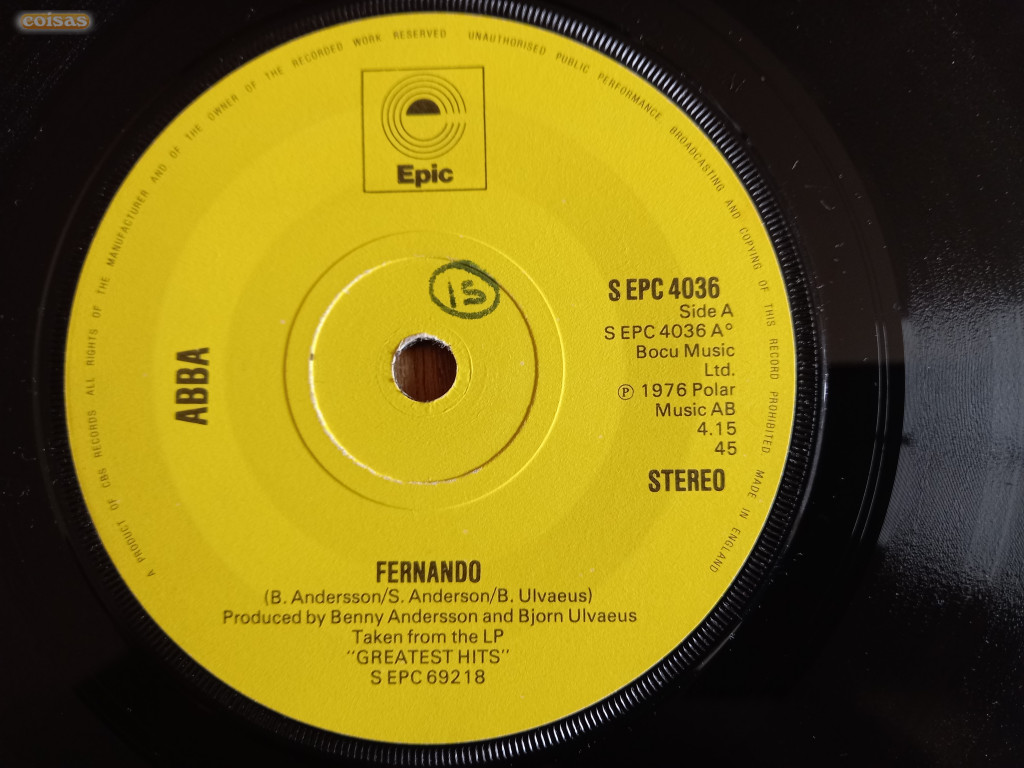 coisas
A PRODUCT OF CBS RECORDS ALL RIGHTS OF THE MANUFACTURER AND OF THE OWNER OF THE RECORDED WORK RESERVED UNAUTHORISED PUBLIC PERFORMANCE, BROADCASTING AND COPYING OF THIS RECORD PROHIBITED MADE IN ENGLAND
e
Epic
15
ABBA
S EPC 4036
Side A
S EPC 4036 A°
Bocu Music
Ltd.
℗ 1976 Polar
Music AB
4.15
45
STEREO
FERNANDO
(B. Andersson/S. Anderson/B. Ulvaeus)
Produced by Benny Andersson and Bjorn Ulvaeus
Taken from the LP
"GREATEST HITS"
S EPC 69218